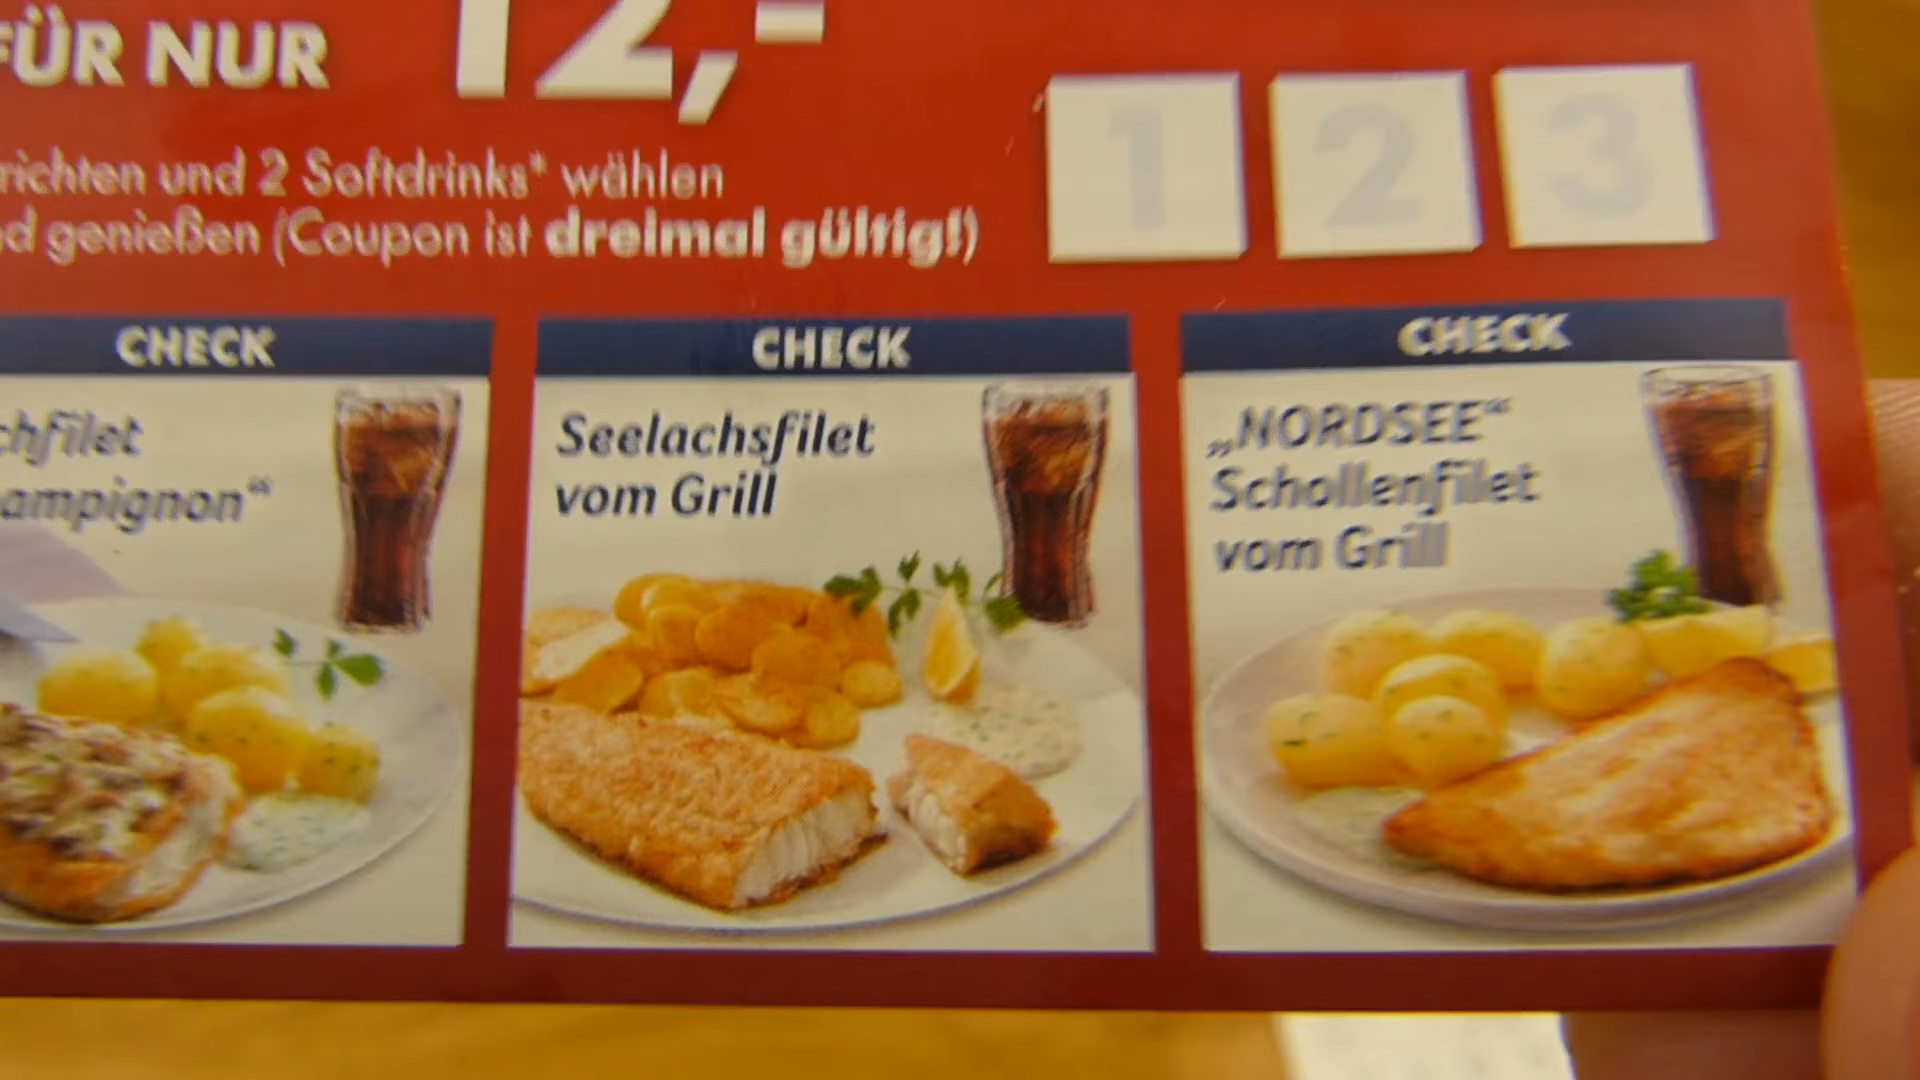 FÜR NUR 12,-
1 2 3
richten und 2 Softdrinks* wählen
d genießen (Coupon ist dreimal gültig!)
CHECK
chfilet
ampignon“
CHECK
Seelachsfilet
vom Grill
CHECK
„NORDSEE“
Schollenfilet
vom Grill